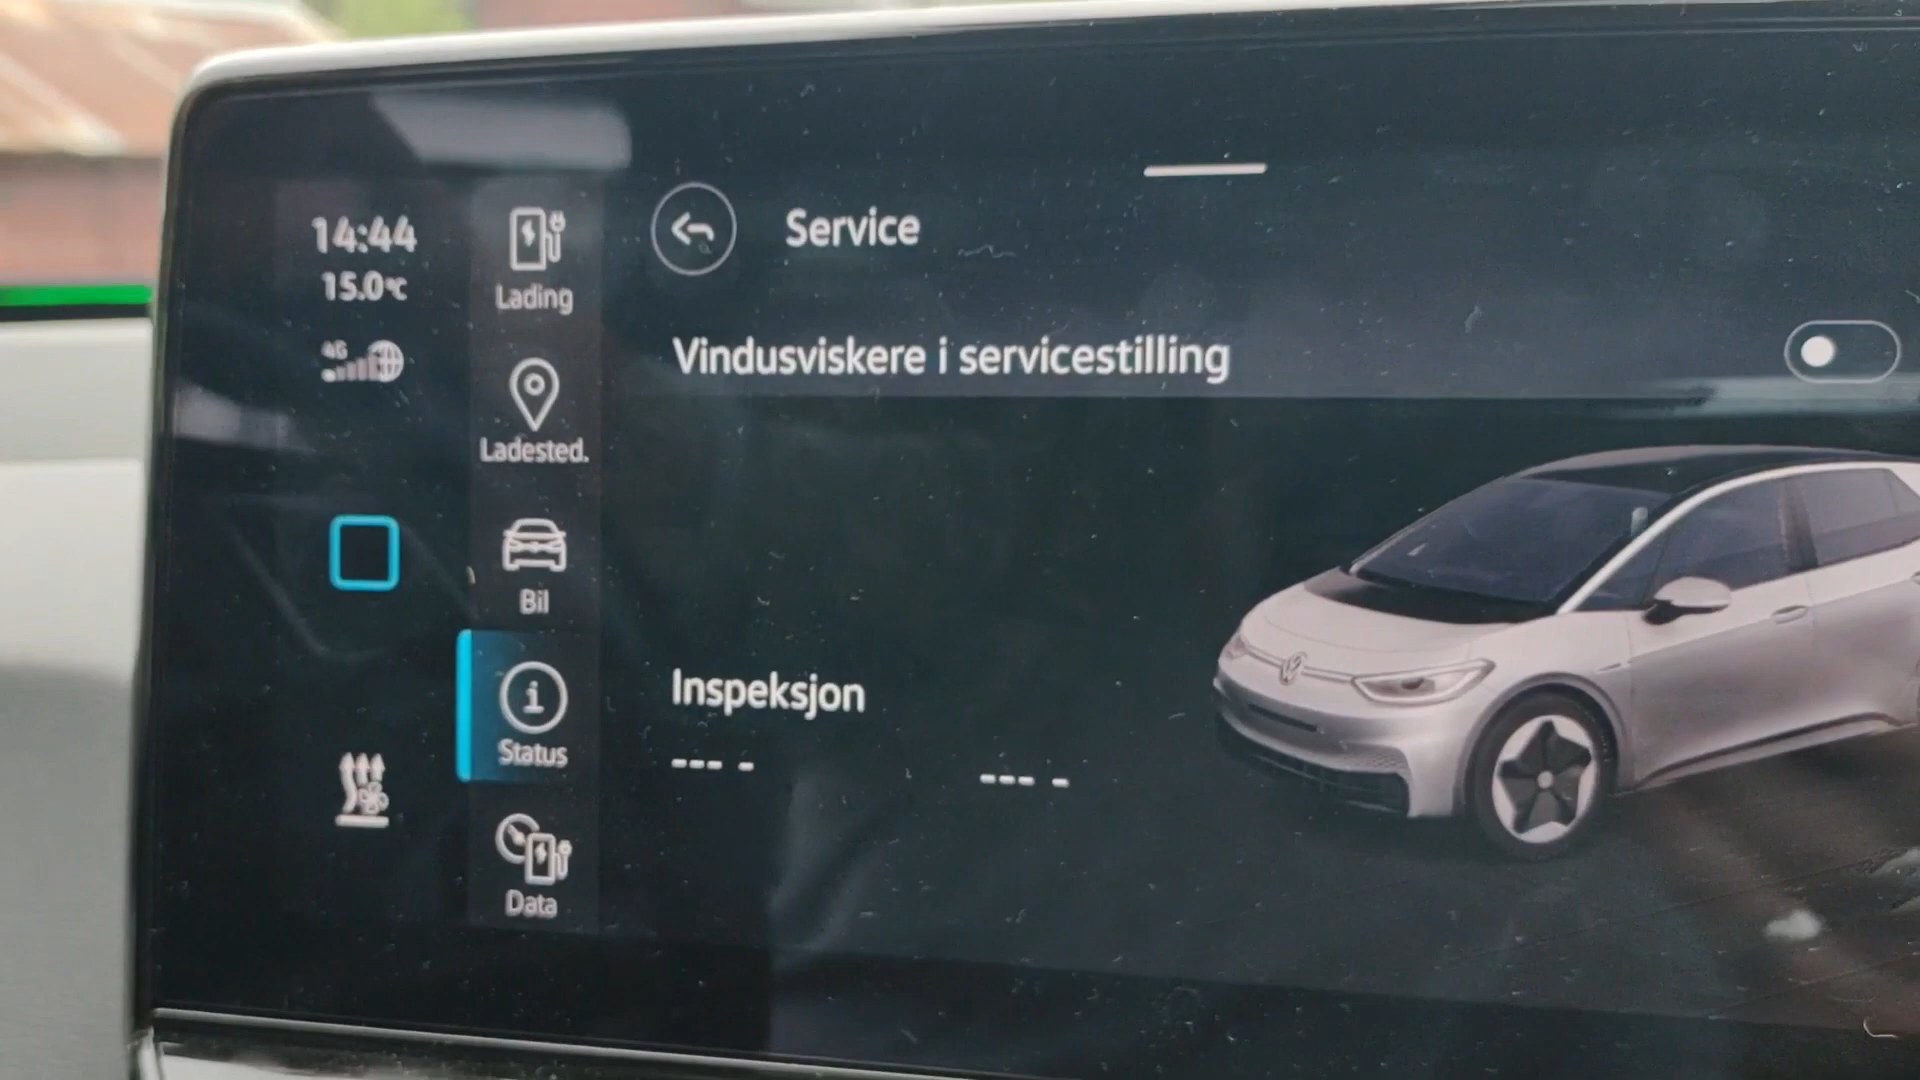 14:44
15.0°C
4G
Lading
Ladested.
Bil
Status
Data
Service
Vindusviskere i servicestilling
Inspeksjon
--- -
--- -